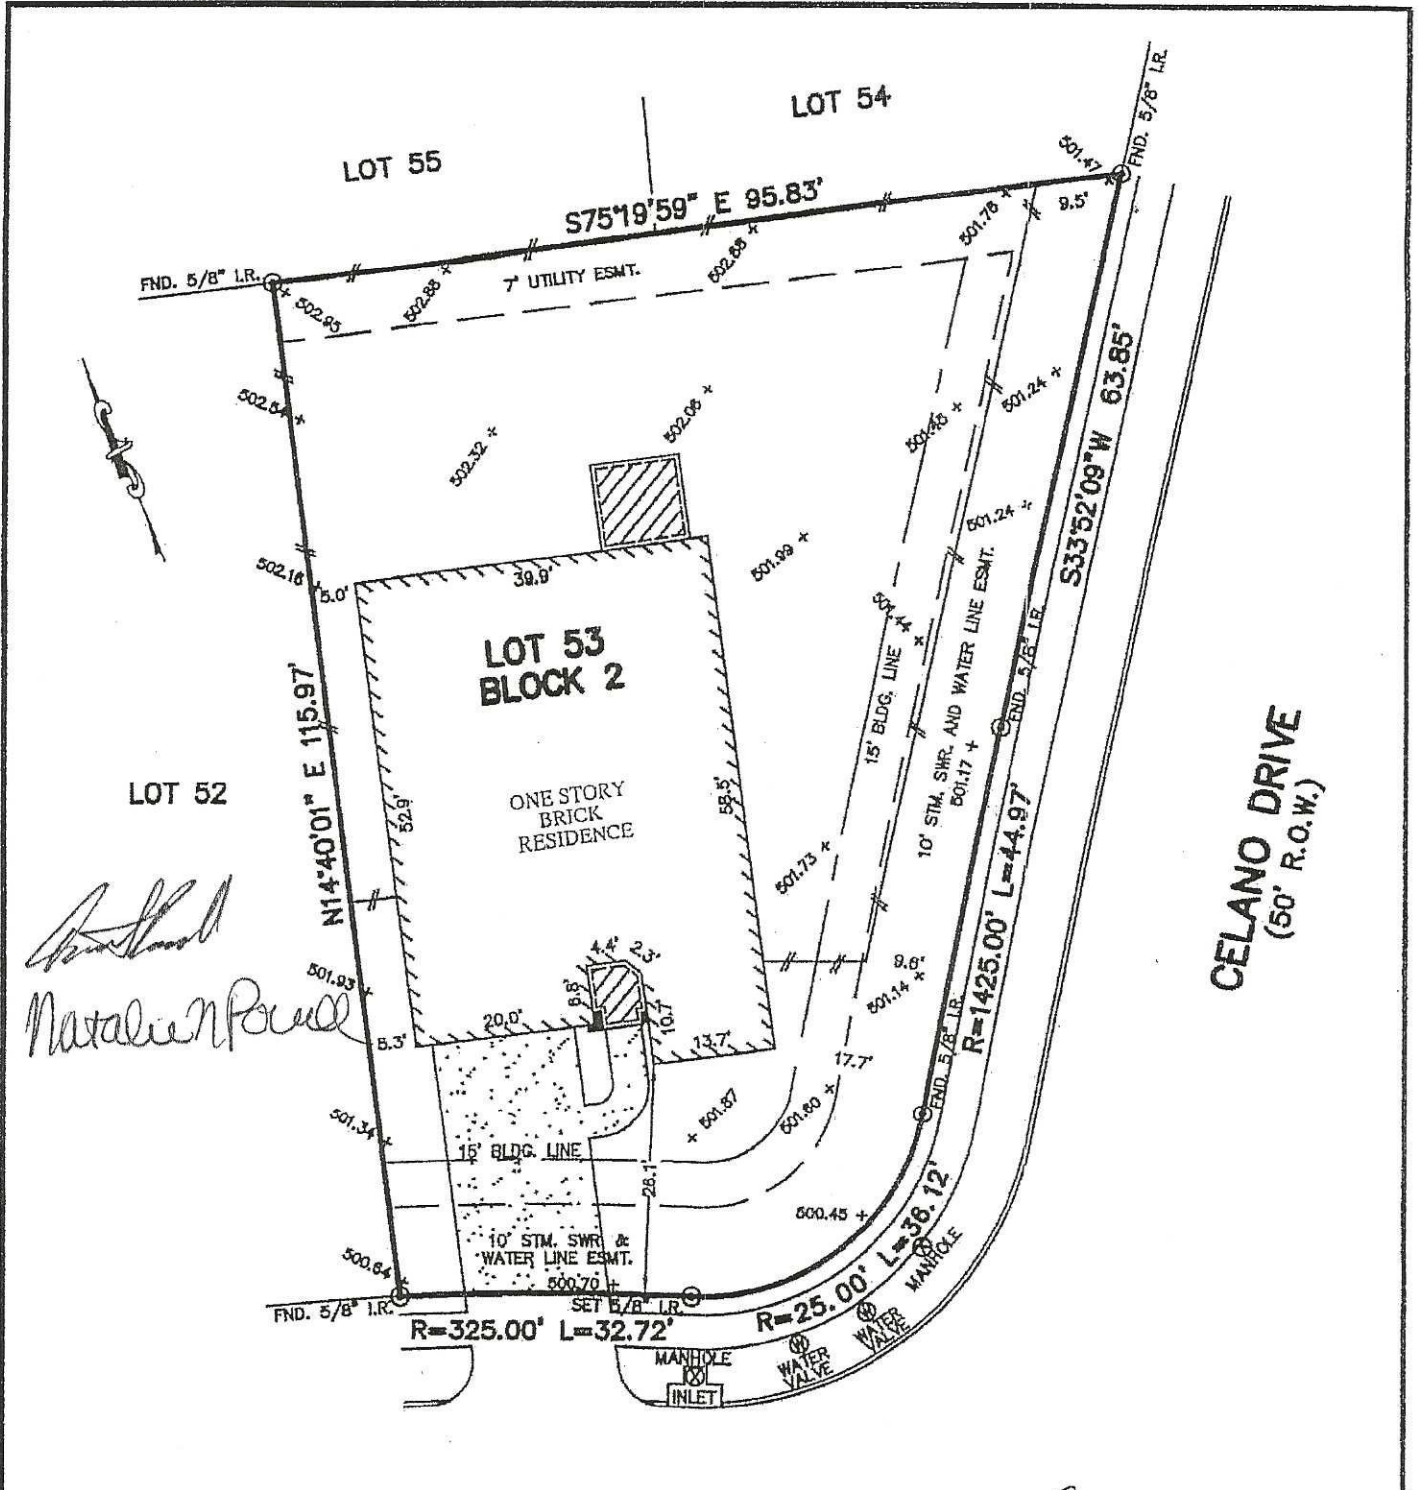 LOT 54
LOT 55
FND. 5/8" I.R.
501.47
S75°19'59" E 95.83'
9.5'
501.76
FND. 5/8" I.R.
7' UTILITY ESMT.
502.95
502.88
502.68
S33°52'09"W 63.85'
502.54
502.32
502.06
501.45
501.24
501.24
502.16
5.0'
39.9'
501.99
LOT 53
BLOCK 2
15' BLDG. LINE
10' STM. SWR. AND WATER LINE ESMT.
FND. 5/8" I.R.
N14°40'01" E 115.97'
LOT 52
52.9'
ONE STORY
BRICK
RESIDENCE
501.17
CELANO DRIVE
(50' R.O.W.)
501.73
R=1425.00' L=44.97'
4.4'
2.3'
9.6'
501.93
6.8'
501.14
Natalie N Powell
20.0'
10.7'
FND. 5/8" I.R.
5.3'
13.7'
17.7'
501.34
501.87
501.60
15' BLDG. LINE
28.1'
500.45
10' STM. SWR. &
WATER LINE ESMT.
500.64
500.70
FND. 5/8" I.R.
SET 5/8" I.R.
R=325.00' L=32.72'
R=25.00' L=36.12'
MANHOLE
WATER
VALVE
WATER
VALVE
MANHOLE
INLET